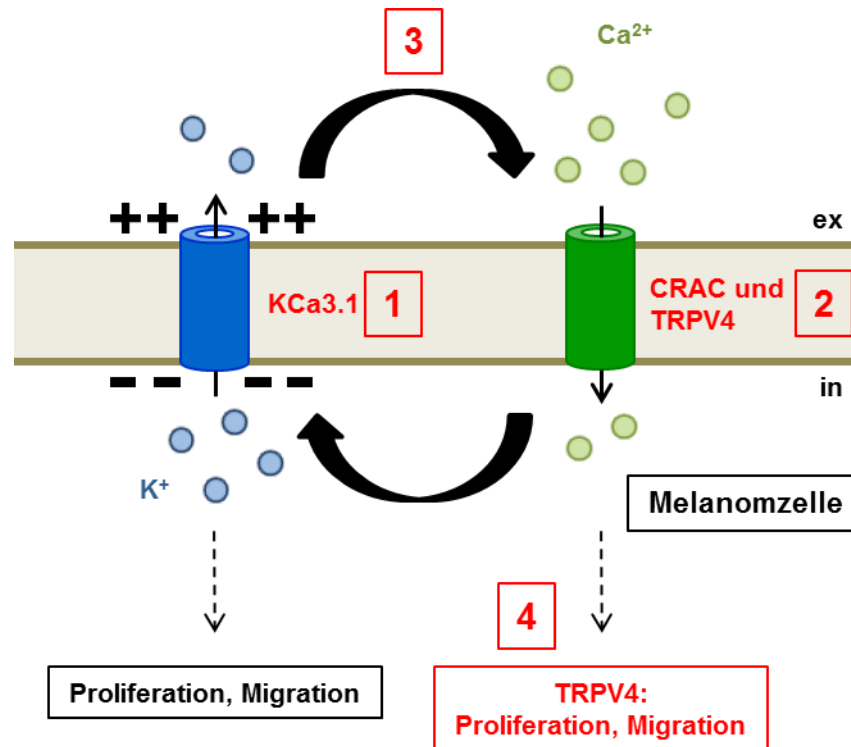 3
Ca²⁺
++ ++
ex
KCa3.1
1
CRAC und
TRPV4
2
– – – –
in
K⁺
Melanomzelle
4
Proliferation, Migration
TRPV4:
Proliferation, Migration